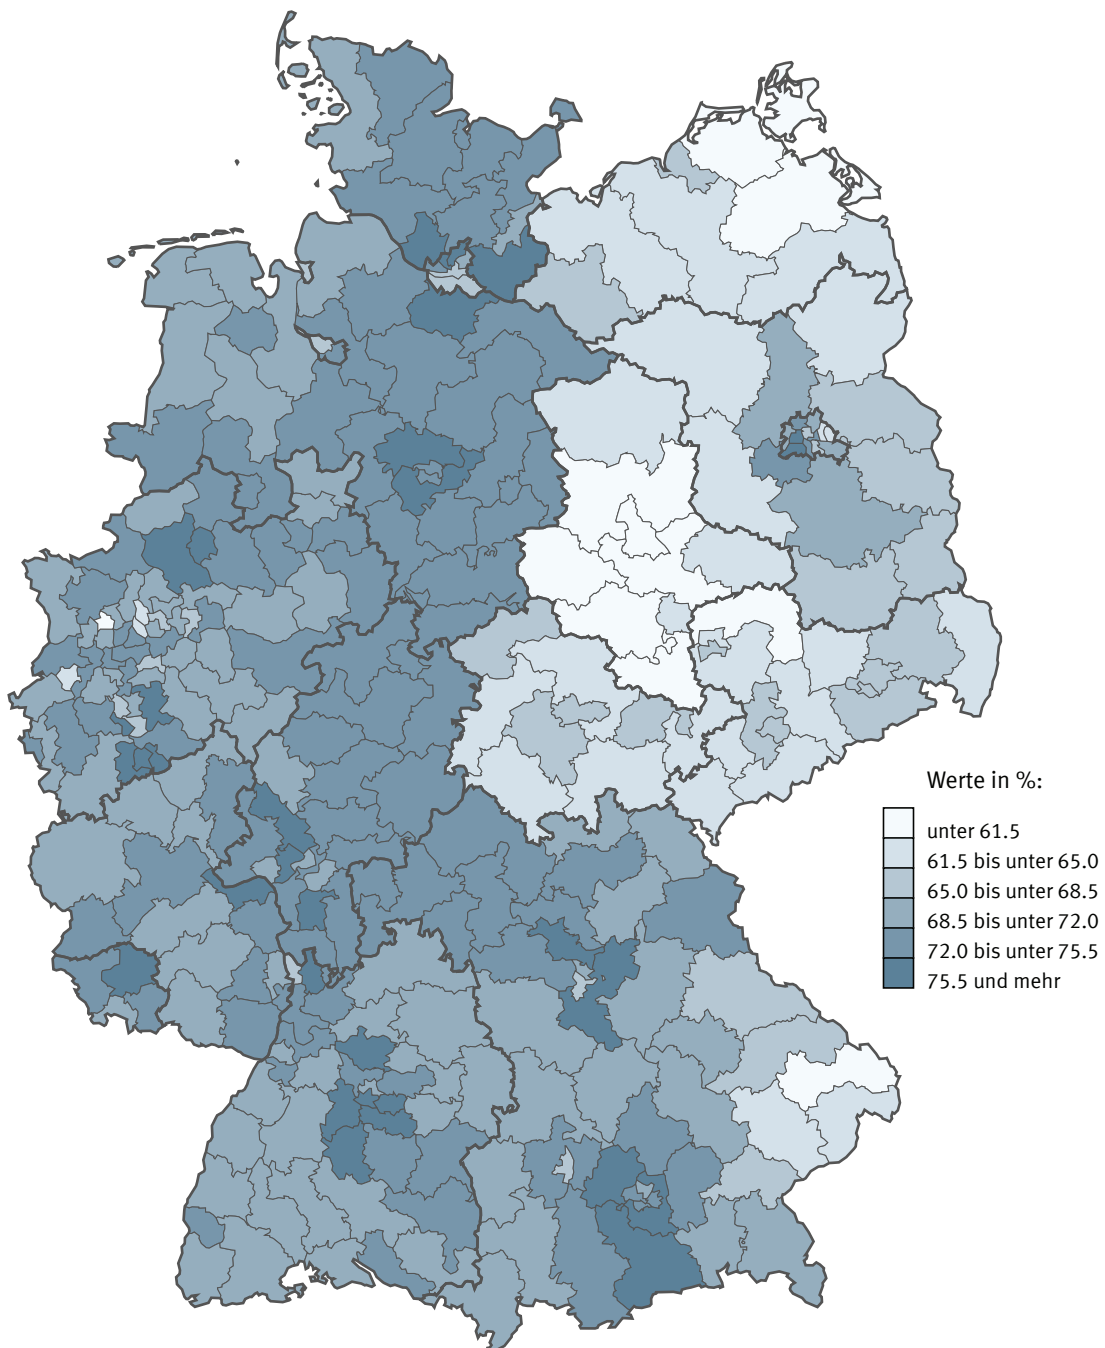 Werte in %:
unter 61.5
61.5 bis unter 65.0
65.0 bis unter 68.5
68.5 bis unter 72.0
72.0 bis unter 75.5
75.5 und mehr